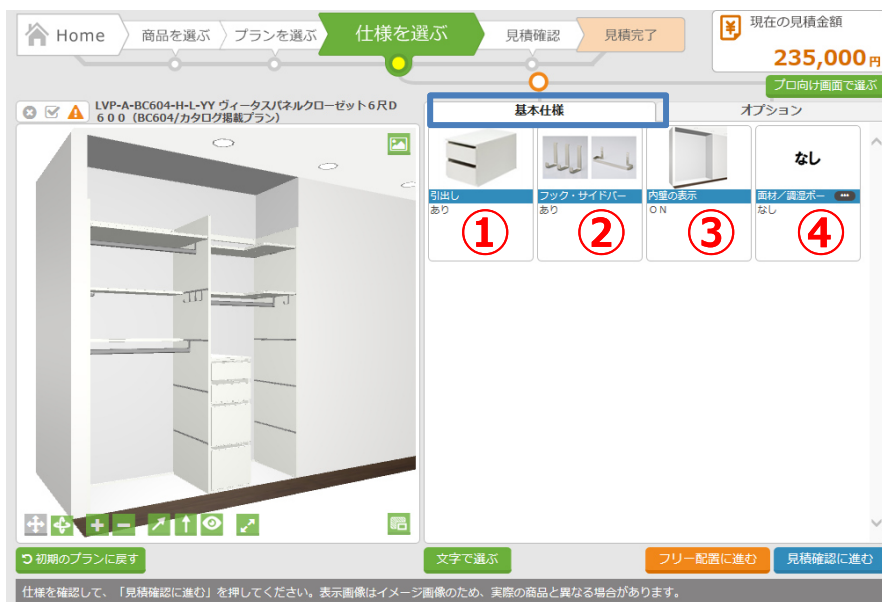 Home
商品を選ぶ
プランを選ぶ
仕様を選ぶ
見積確認
見積完了
現在の見積金額
235,000円
プロ向け画面で選ぶ
LVP-A-BC604-H-L-YY ヴィータスパネルクローゼット6尺D
600（BC604/カタログ掲載プラン）
基本仕様
オプション
引出し
あり
①
フック・サイドバー
あり
②
内壁の表示
ON
③
なし
面材／調湿ボー ...
なし
④
初期のプランに戻す
文字で選ぶ
フリー配置に進む
見積確認に進む
仕様を確認して、「見積確認に進む」を押してください。表示画像はイメージ画像のため、実際の商品と異なる場合があります。